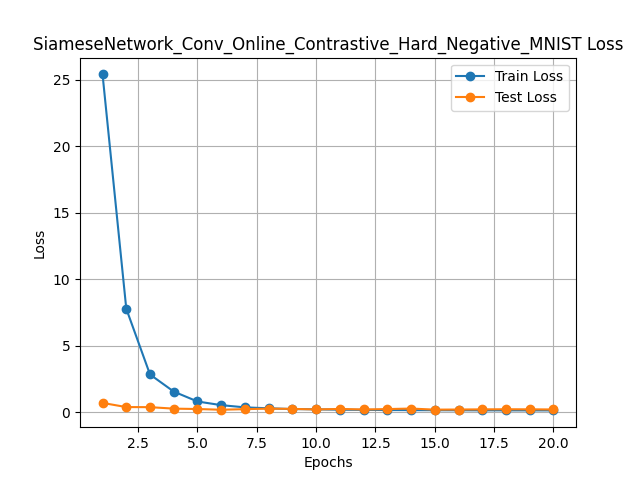 SiameseNetwork_Conv_Online_Contrastive_Hard_Negative_MNIST Loss
Train Loss
Test Loss
25
20
15
10
5
0
Loss
2.5 5.0 7.5 10.0 12.5 15.0 17.5 20.0
Epochs